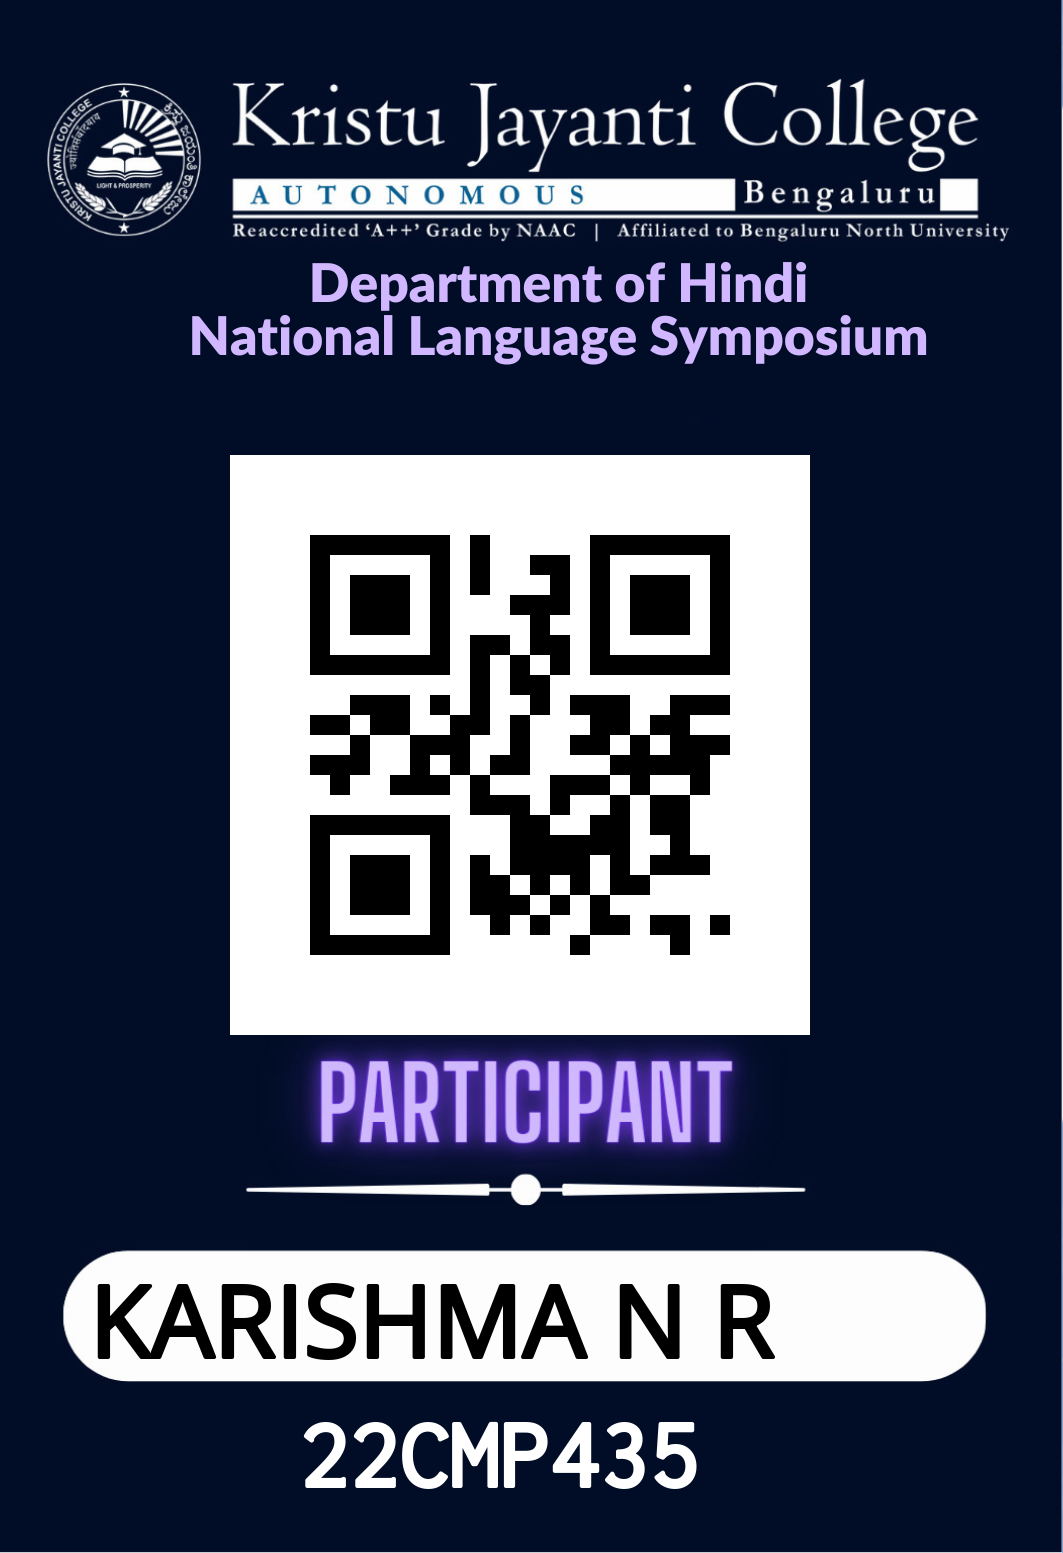 KRISTU JAYANTI COLLEGE
LIGHT & PROSPERITY
Kristu Jayanti College
AUTONOMOUS Bengaluru
Reaccredited ‘A++’ Grade by NAAC | Affiliated to Bengaluru North University
Department of Hindi
National Language Symposium
PARTICIPANT
KARISHMA N R
22CMP435